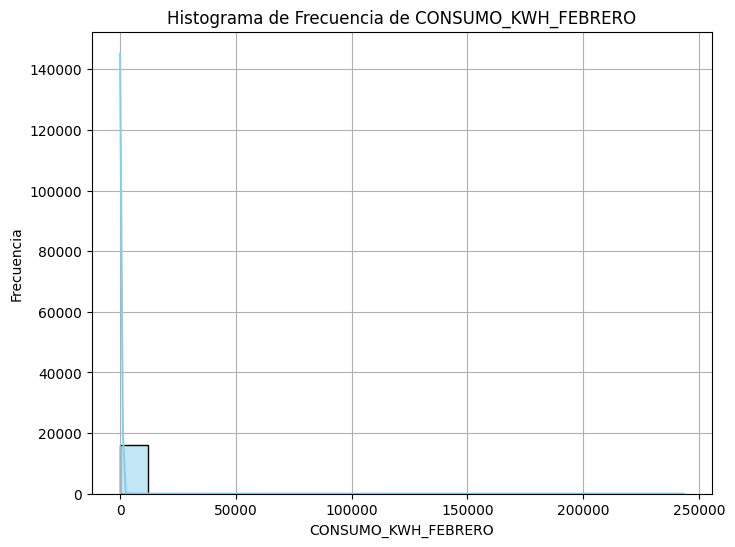 Histograma de Frecuencia de CONSUMO_KWH_FEBRERO
140000
120000
100000
80000
60000
40000
20000
0
Frecuencia
0 50000 100000 150000 200000 250000
CONSUMO_KWH_FEBRERO